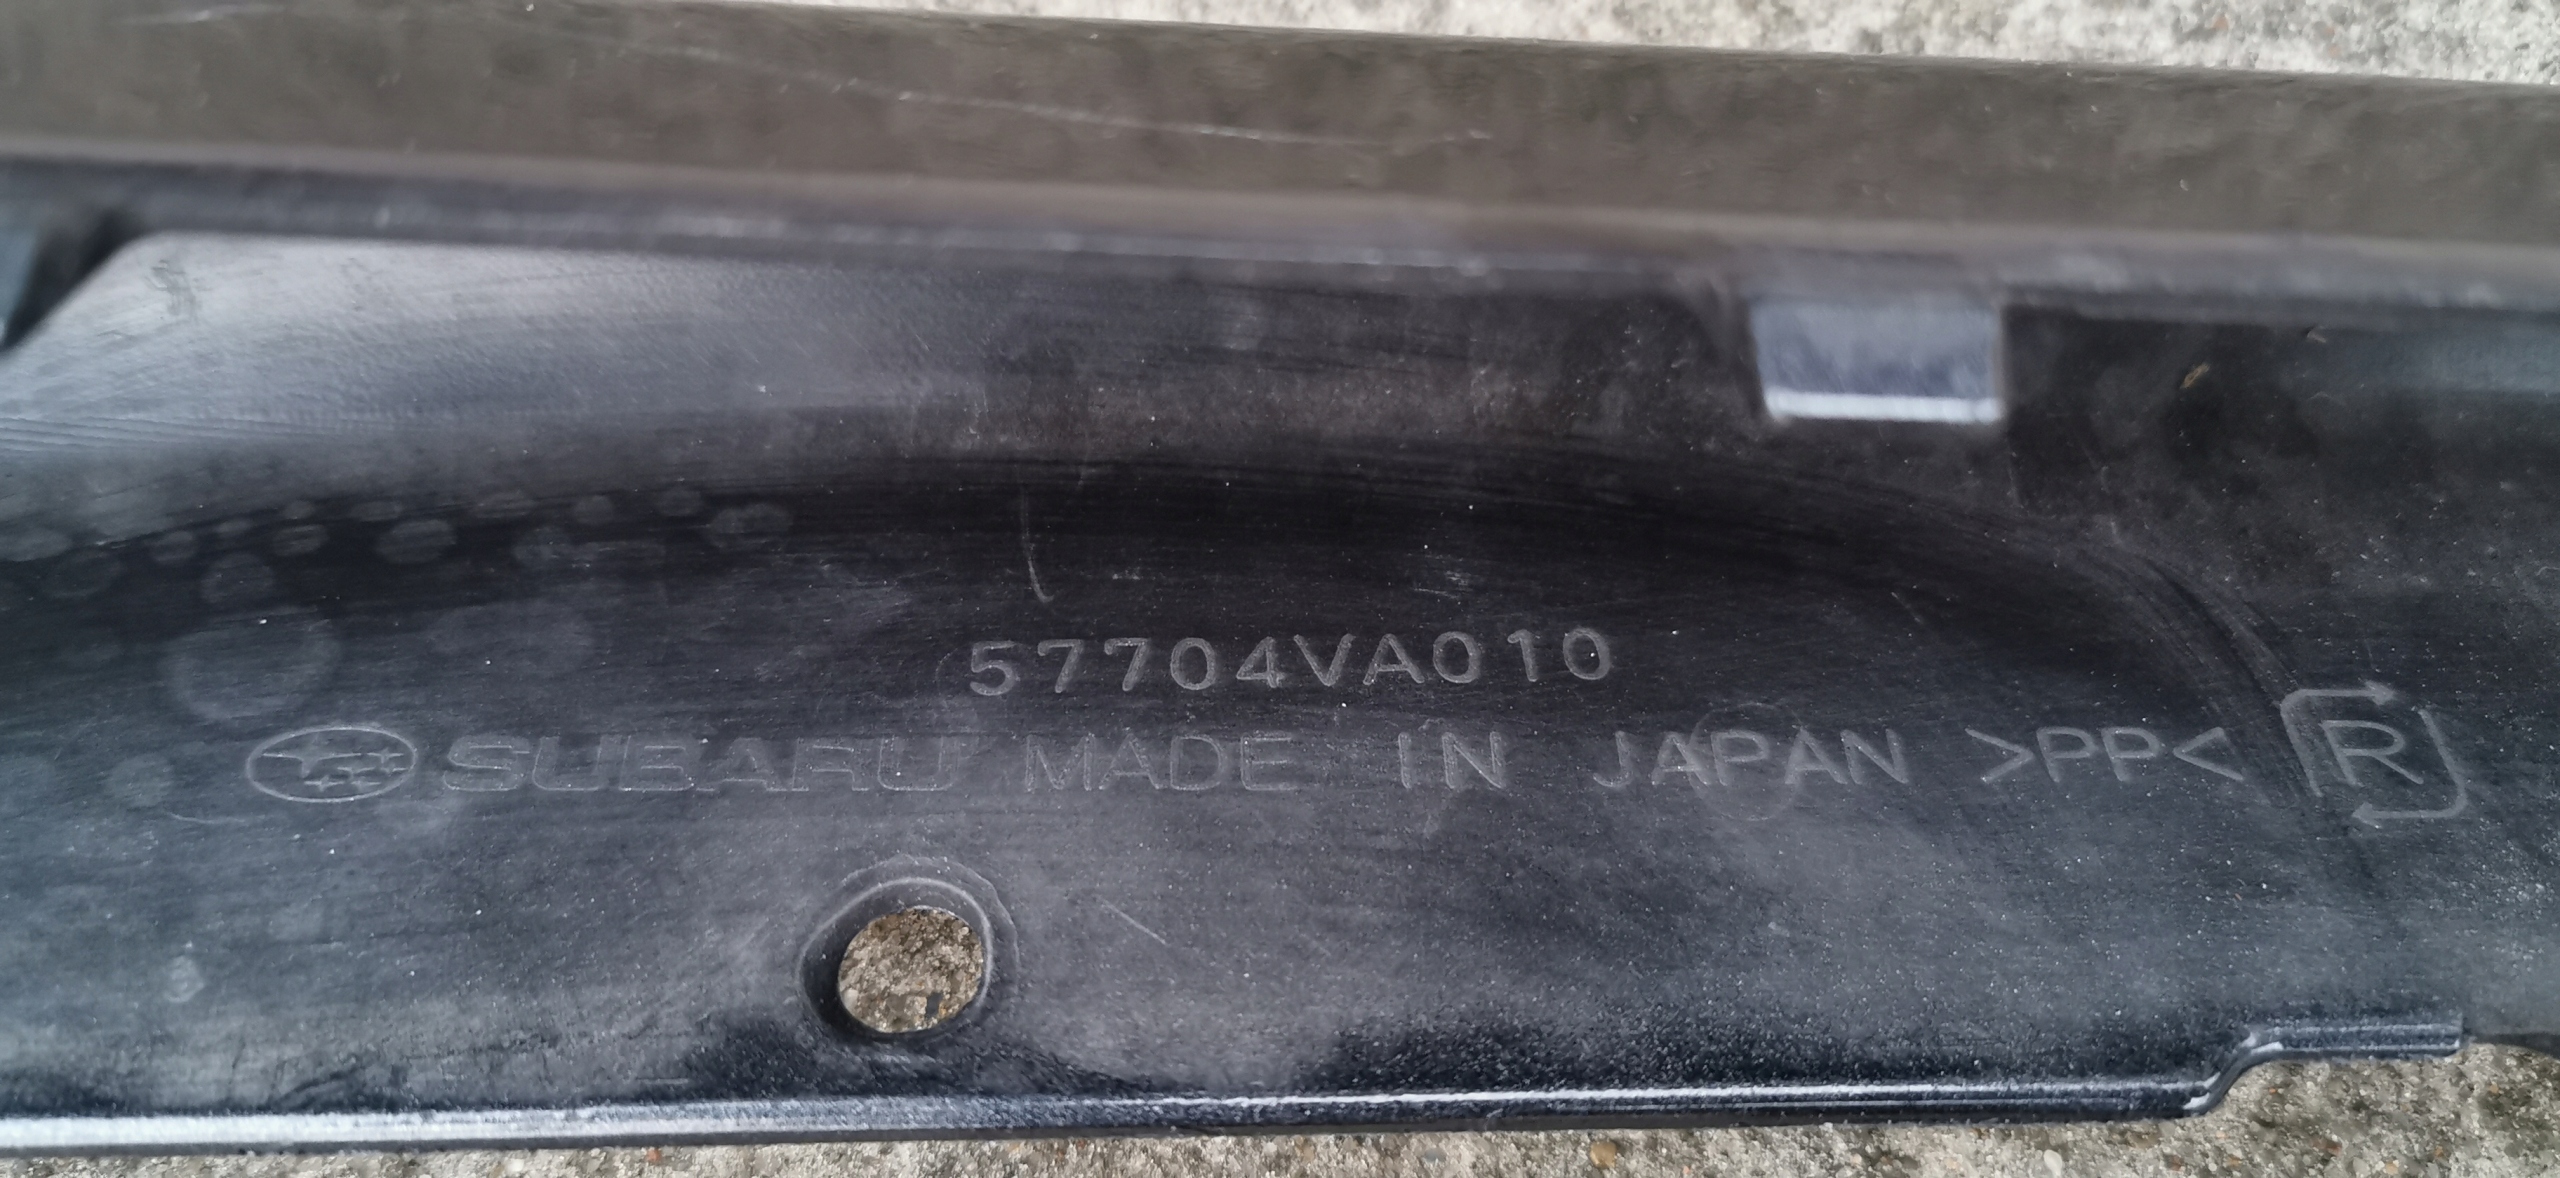 57704VA010
SUBARU MADE IN JAPAN >PP< R